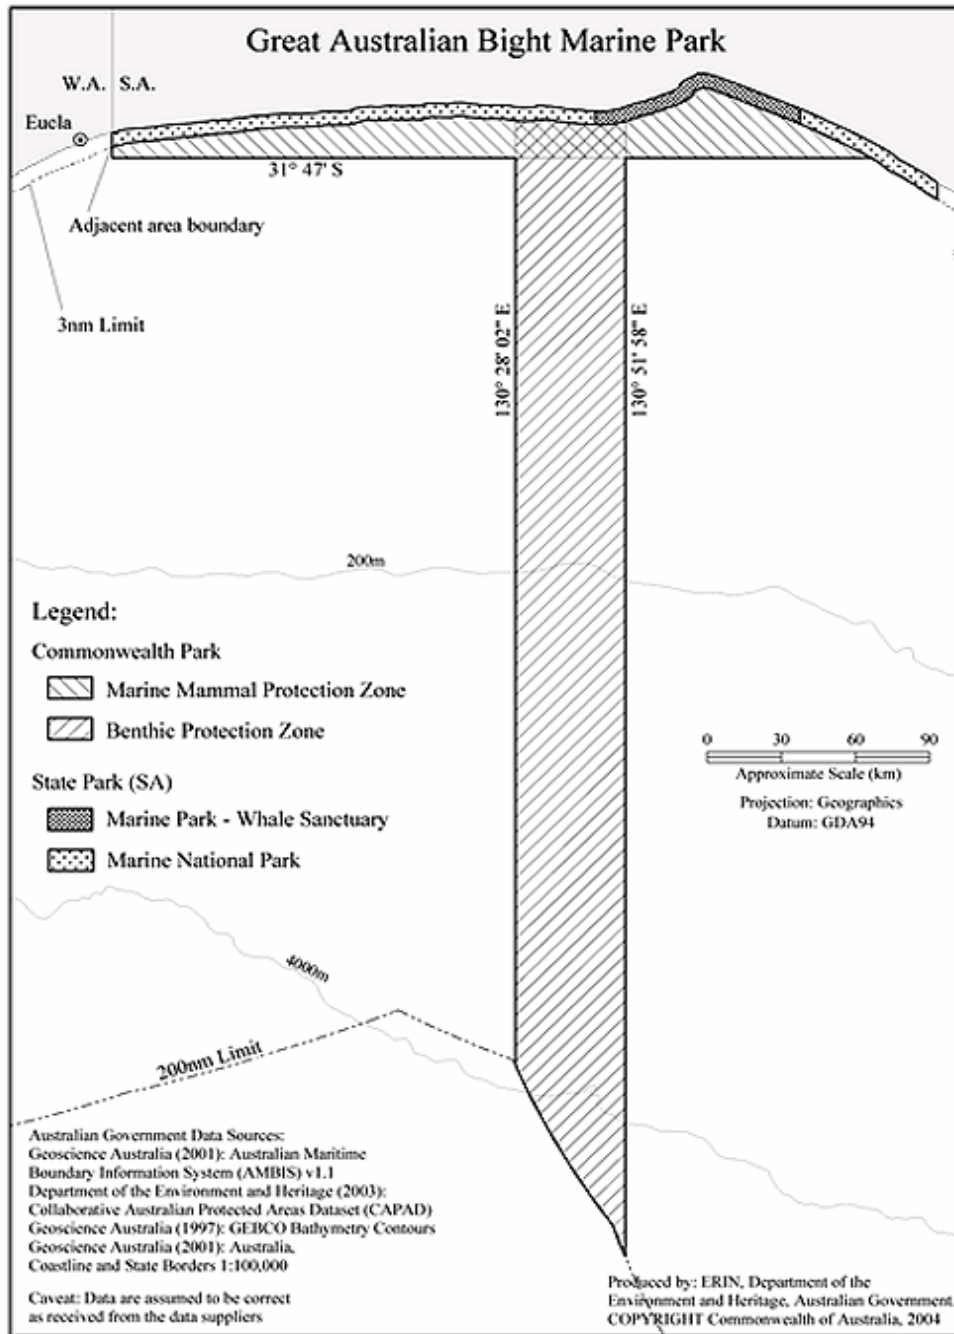 Great Australian Bight Marine Park
W.A. S.A.
Eucla
31° 47' S
Adjacent area boundary
3nm Limit
130° 28' 02" E
130° 51' 58" E
200m
Legend:
Commonwealth Park
Marine Mammal Protection Zone
Benthic Protection Zone
State Park (SA)
Marine Park - Whale Sanctuary
Marine National Park
0 30 60 90
Approximate Scale (km)
Projection: Geographics
Datum: GDA94
4000m
200nm Limit
Australian Government Data Sources:
Geoscience Australia (2001): Australian Maritime
Boundary Information System (AMBIS) v1.1
Department of the Environment and Heritage (2003):
Collaborative Australian Protected Areas Dataset (CAPAD)
Geoscience Australia (1997): GEBCO Bathymetry Contours
Geoscience Australia (2001): Australia,
Coastline and State Borders 1:100,000
Caveat: Data are assumed to be correct
as received from the data suppliers
Produced by: ERIN, Department of the
Environment and Heritage, Australian Government.
COPYRIGHT Commonwealth of Australia, 2004